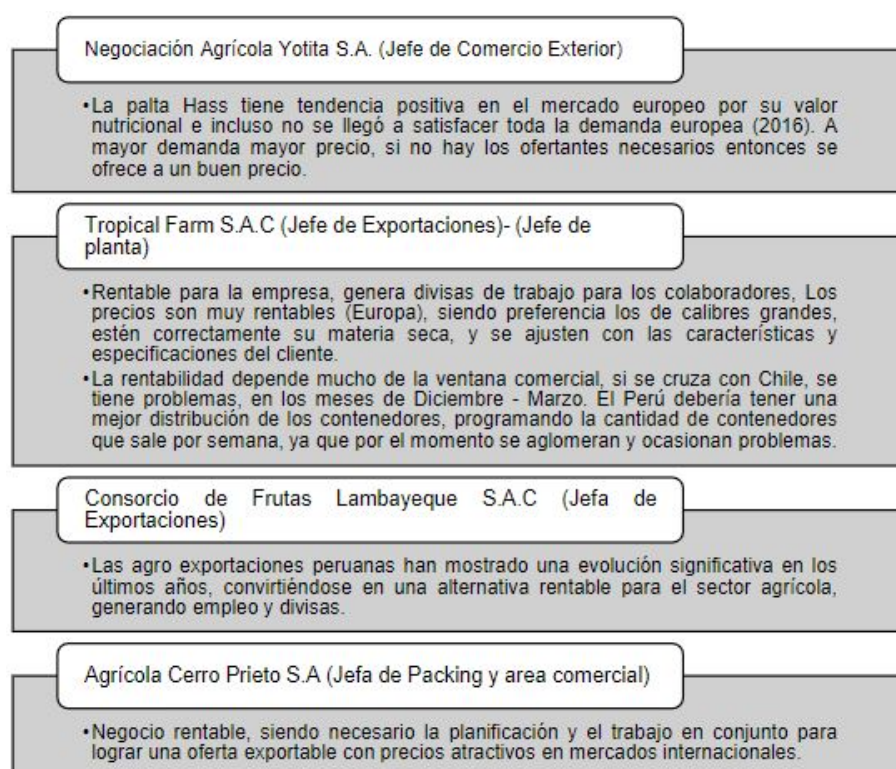 Negociación Agrícola Yotita S.A. (Jefe de Comercio Exterior)
•La palta Hass tiene tendencia positiva en el mercado europeo por su valor
nutricional e incluso no se llegó a satisfacer toda la demanda europea (2016). A
mayor demanda mayor precio, si no hay los ofertantes necesarios entonces se
ofrece a un buen precio.
Tropical Farm S.A.C (Jefe de Exportaciones)- (Jefe de
planta)
•Rentable para la empresa, genera divisas de trabajo para los colaboradores, Los
precios son muy rentables (Europa), siendo preferencia los de calibres grandes,
estén correctamente su materia seca, y se ajusten con las características y
especificaciones del cliente.
•La rentabilidad depende mucho de la ventana comercial, si se cruza con Chile, se
tiene problemas, en los meses de Diciembre - Marzo. El Perú debería tener una
mejor distribución de los contenedores, programando la cantidad de contenedores
que sale por semana, ya que por el momento se aglomeran y ocasionan problemas.
Consorcio de Frutas Lambayeque S.A.C (Jefa de
Exportaciones)
•Las agro exportaciones peruanas han mostrado una evolución significativa en los
últimos años, convirtiéndose en una alternativa rentable para el sector agrícola,
generando empleo y divisas.
Agrícola Cerro Prieto S.A (Jefa de Packing y area comercial)
•Negocio rentable, siendo necesario la planificación y el trabajo en conjunto para
lograr una oferta exportable con precios atractivos en mercados internacionales.